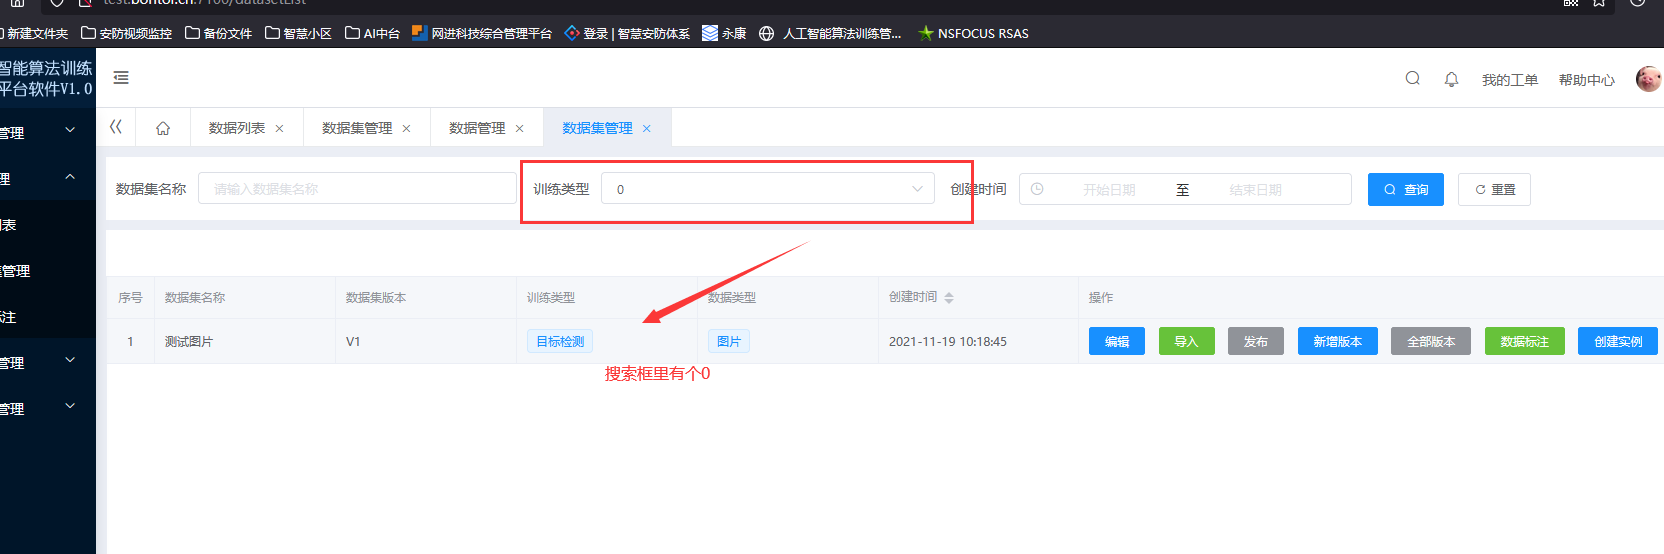 新建文件夹 安防视频监控 备份文件 智慧小区 AI中台 网进科技综合管理平台 登录 | 智慧安防体系 永康 人工智能算法训练管... NSFOCUS RSAS
智能算法训练
平台软件V1.0
我的工单 帮助中心
数据列表 × 数据集管理 × 数据管理 × 数据集管理 ×
管理
理
列表
集管理
标注
管理
管理
数据集名称 请输入数据集名称 训练类型 0 创建时间 开始日期 至 结束日期 查询 重置
序号 数据集名称 数据集版本 训练类型 数据类型 创建时间 操作
1 测试图片 V1 目标检测 图片 2021-11-19 10:18:45 编辑 导入 发布 新增版本 全部版本 数据标注 创建实例
搜索框里有个0